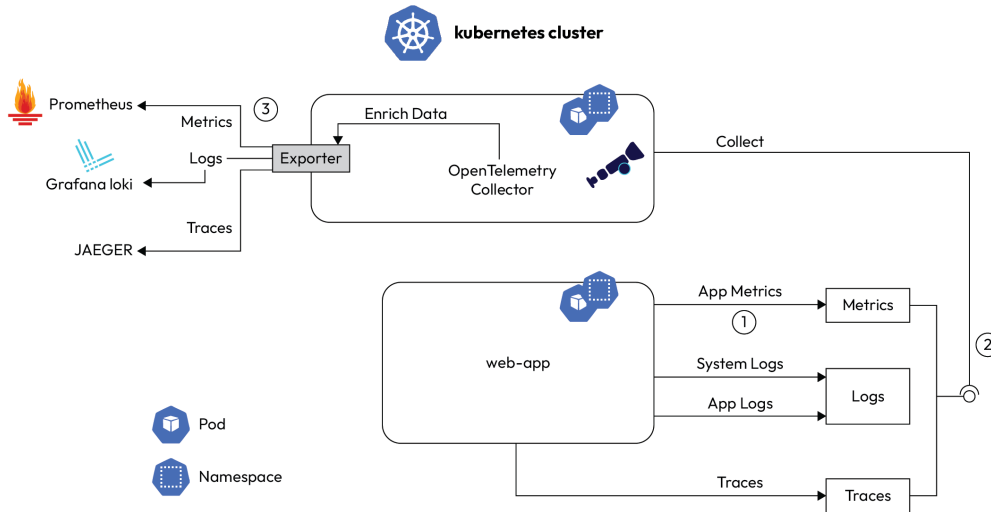 kubernetes cluster
Prometheus
3
Metrics
Enrich Data
Logs
Exporter
Grafana loki
OpenTelemetry
Collector
Collect
Traces
JAEGER
App Metrics
Metrics
1
2
web-app
System Logs
Logs
App Logs
Pod
Namespace
Traces
Traces